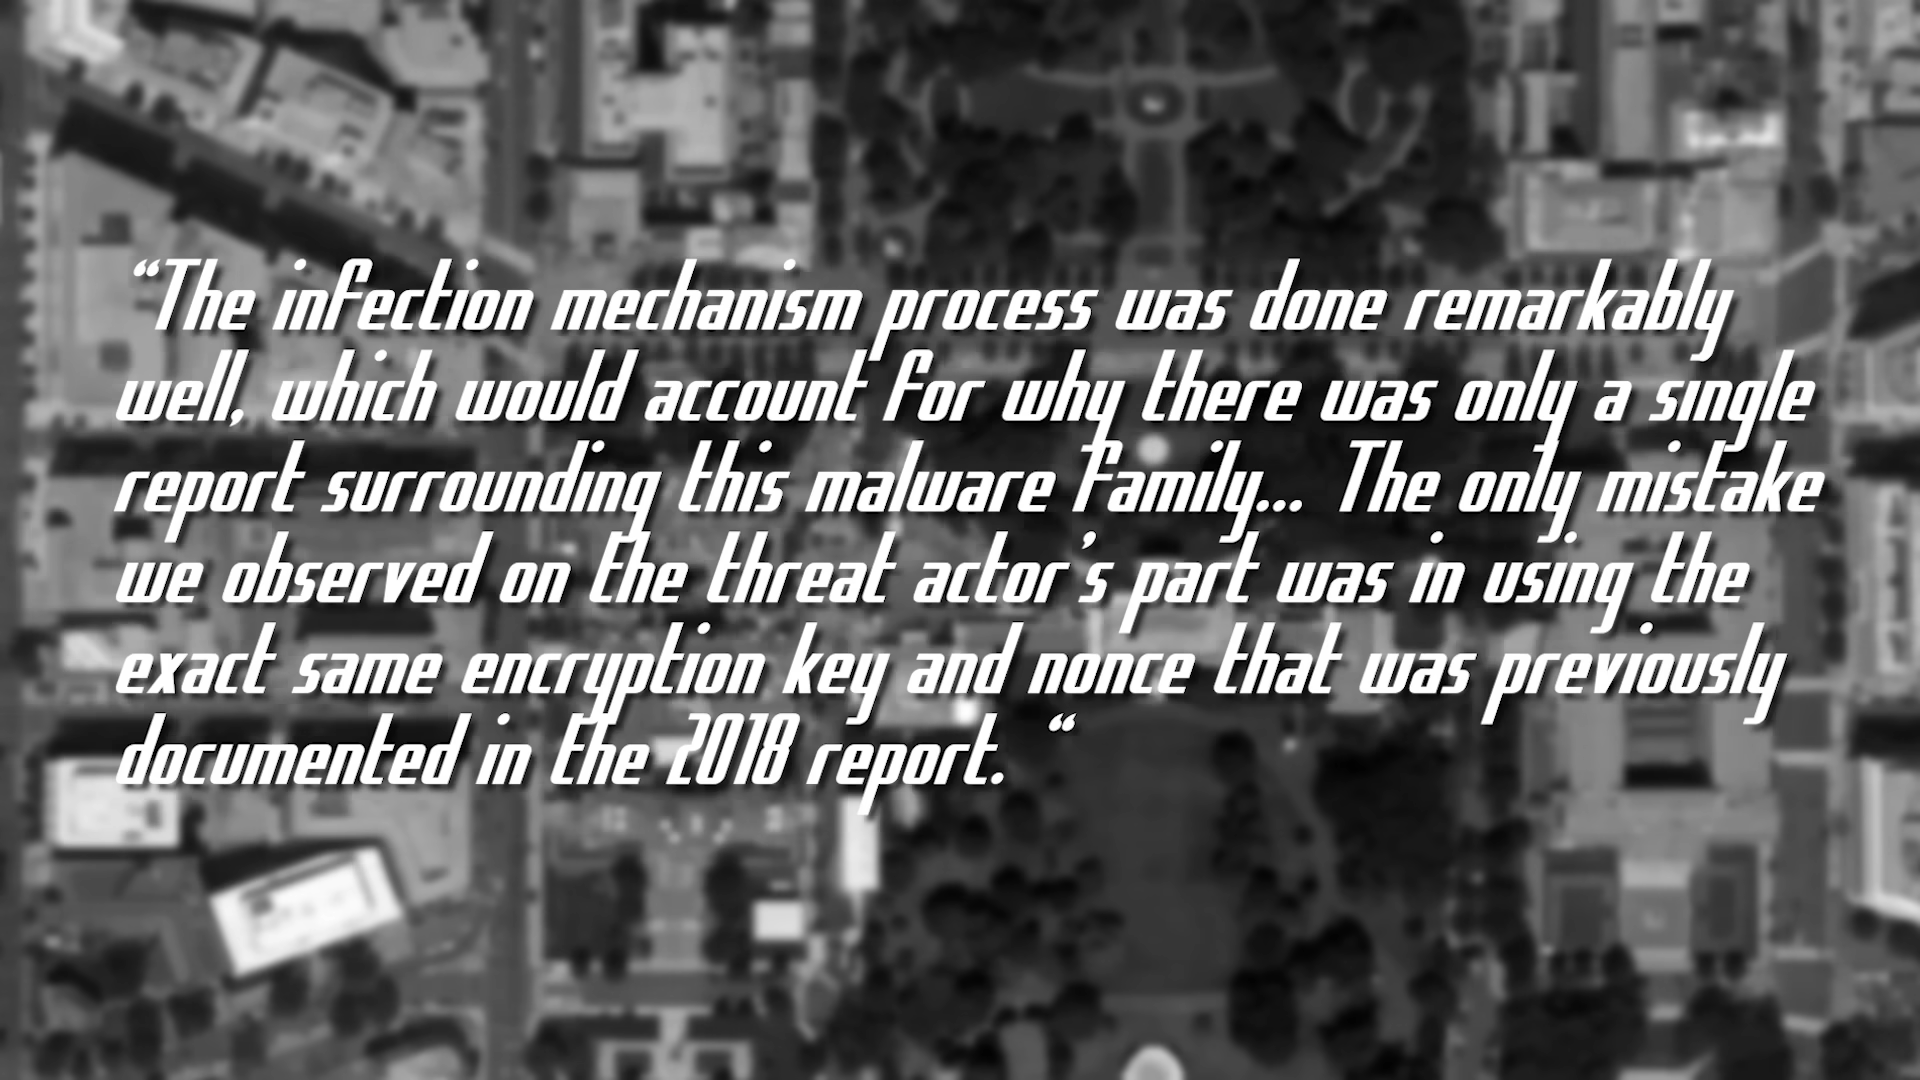 “The infection mechanism process was done remarkably
well, which would account for why there was only a single
report surrounding this malware family... The only mistake
we observed on the threat actor’s part was in using the
exact same encryption key and nonce that was previously
documented in the 2018 report. “